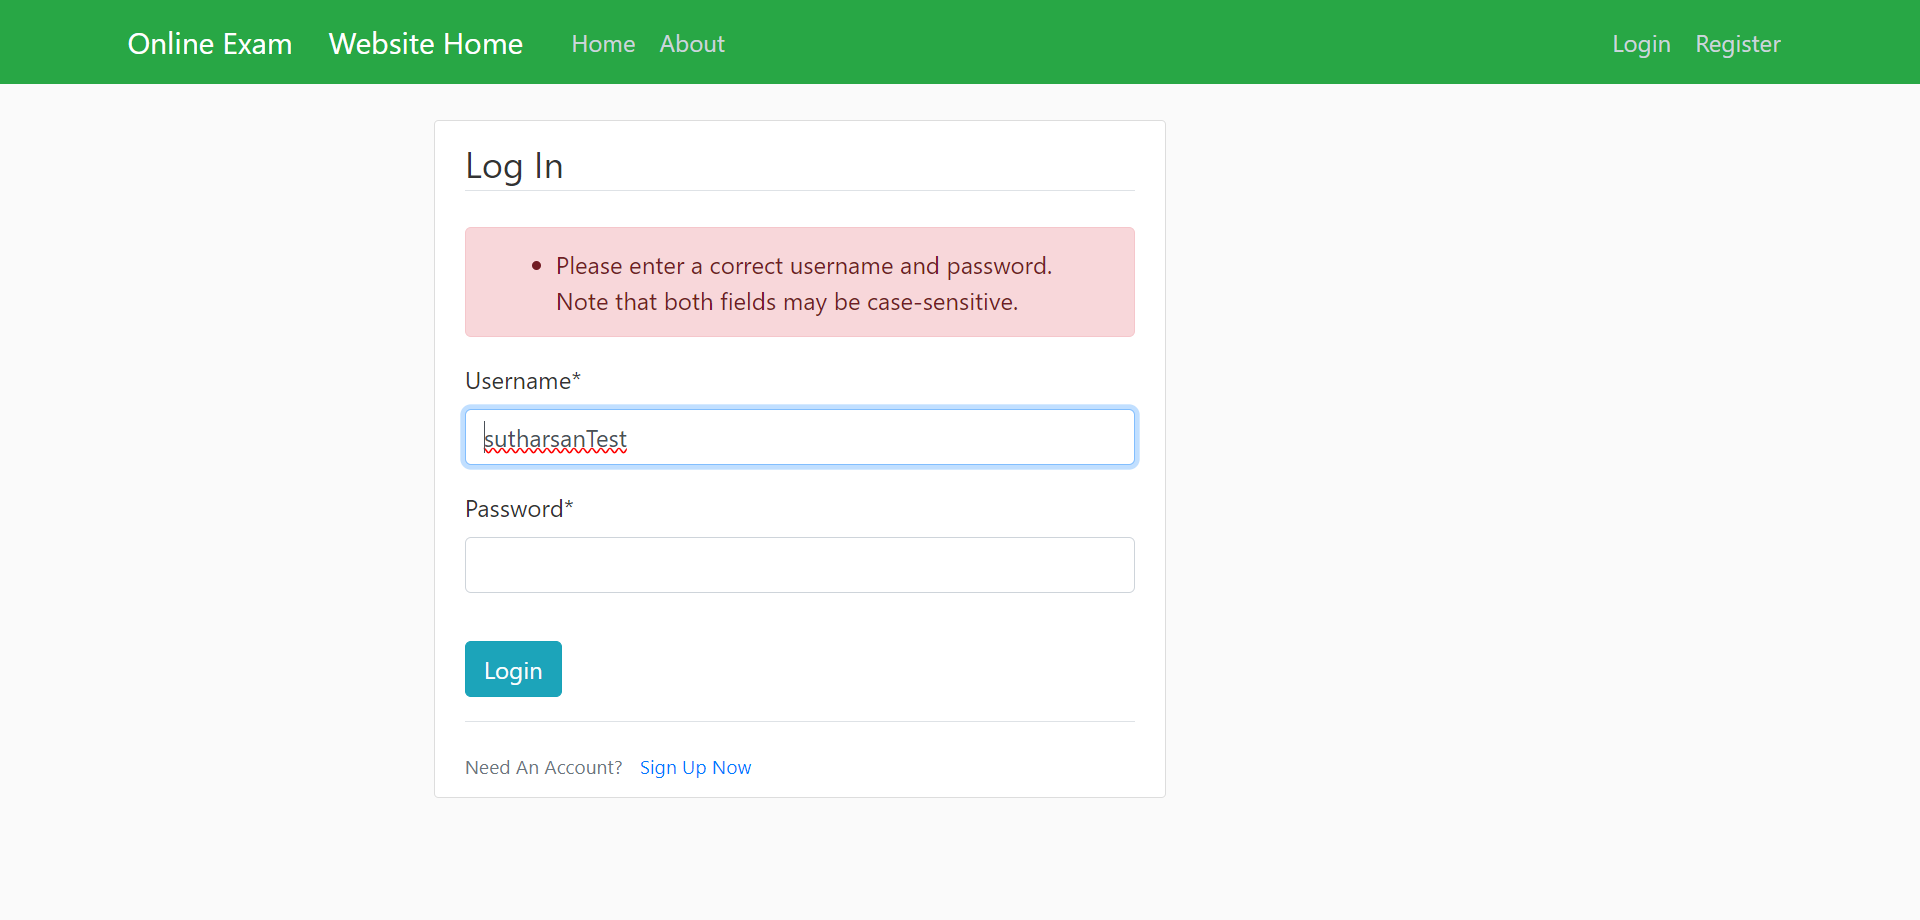 Online Exam Website Home Home About Login Register
Log In
Please enter a correct username and password.
Note that both fields may be case-sensitive.
Username*
sutharsanTest
Password*
Login
Need An Account? Sign Up Now